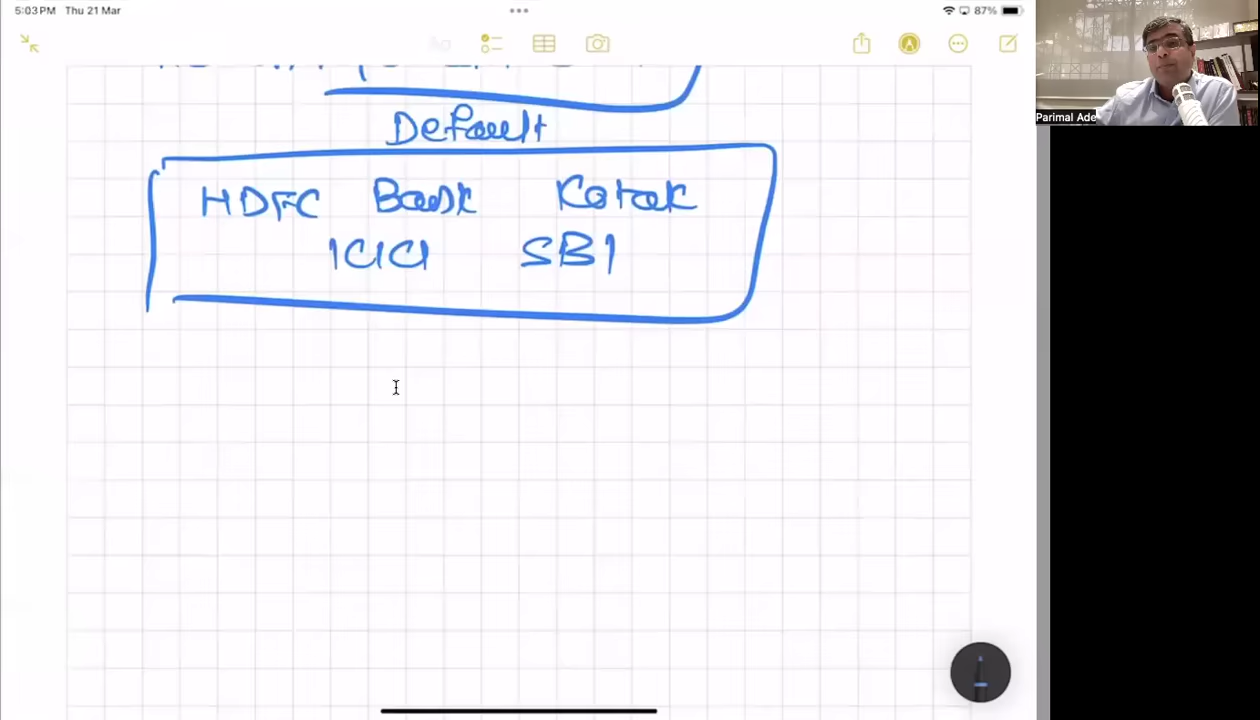 5:03 PM Thu 21 Mar
87%
Parimal Ade
Default
HDFC Bank Kotak
ICICI SBI